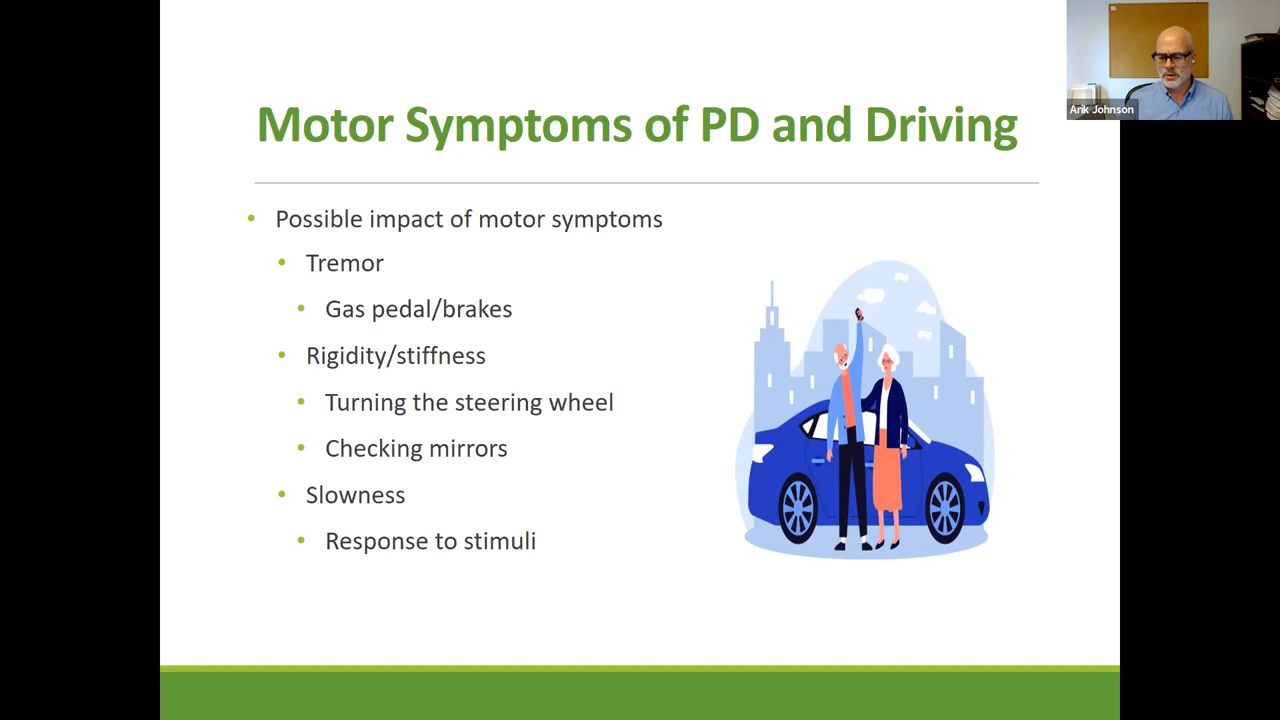 Motor Symptoms of PD and Driving
Arik Johnson
• Possible impact of motor symptoms
• Tremor
• Gas pedal/brakes
• Rigidity/stiffness
• Turning the steering wheel
• Checking mirrors
• Slowness
• Response to stimuli